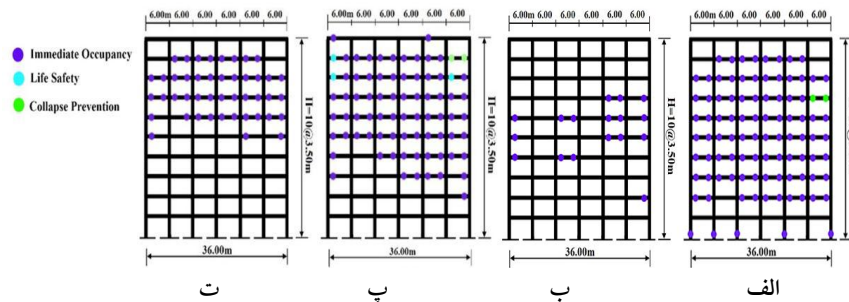 6.00m 6.00 6.00 6.00 6.00 6.00
6.00m 6.00 6.00 6.00 6.00 6.00
6.00m 6.00 6.00 6.00 6.00 6.00
6.00m 6.00 6.00 6.00 6.00 6.00
Immediate Occupancy
Life Safety
Collapse Prevention
H=10@3.50m
H=10@3.50m
H=10@3.50m
36.00m
36.00m
36.00m
36.00m
الف
ب
پ
ت